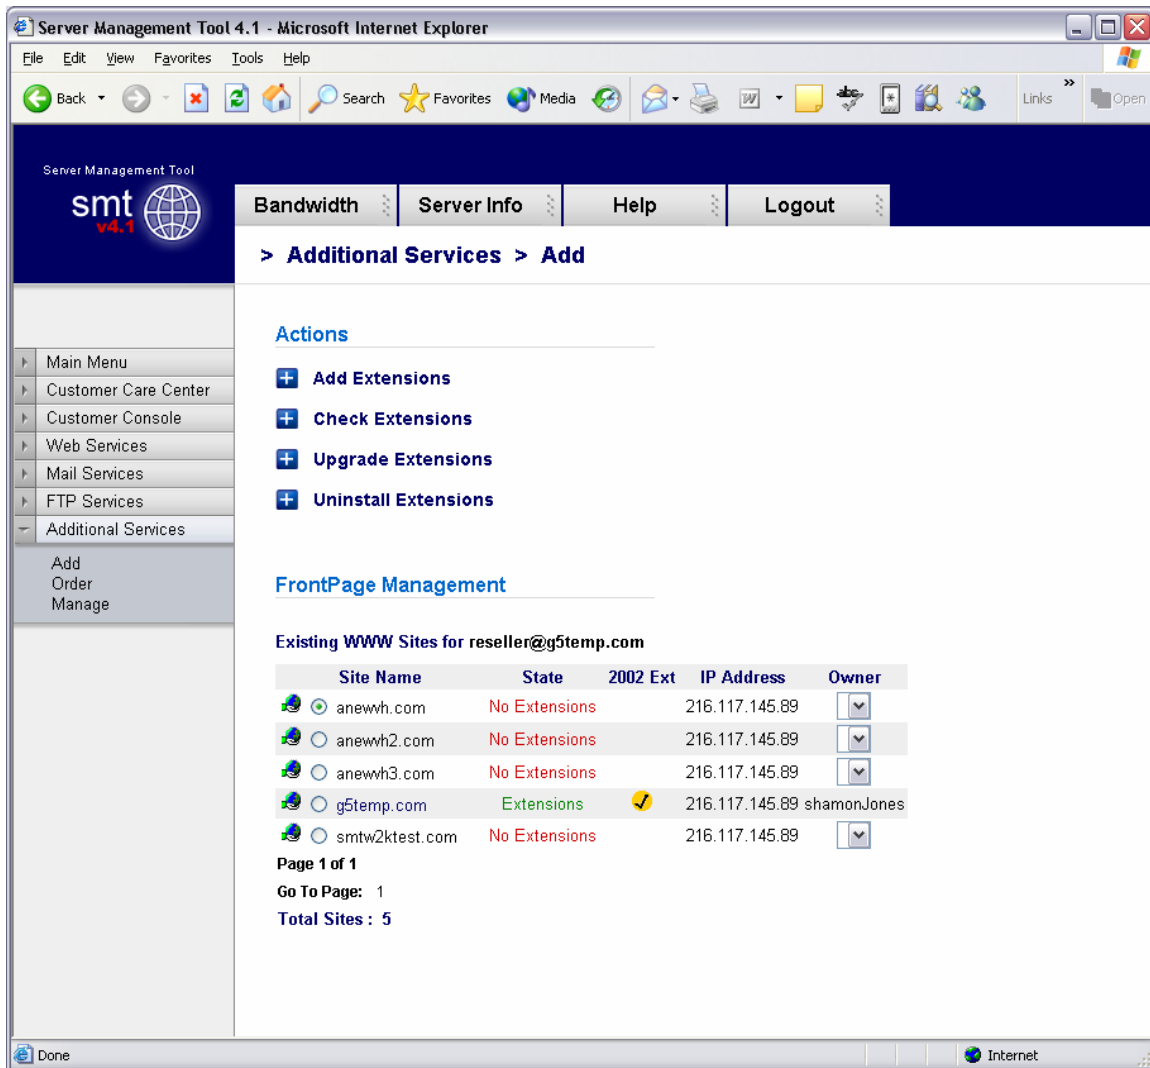 Server Management Tool 4.1 - Microsoft Internet Explorer
File Edit View Favorites Tools Help
Back Search Favorites Media Links » Open
Server Management Tool
smt
v4.1
Bandwidth Server Info Help Logout
> Additional Services > Add
Actions
Add Extensions
Check Extensions
Upgrade Extensions
Uninstall Extensions
Main Menu
Customer Care Center
Customer Console
Web Services
Mail Services
FTP Services
Additional Services
Add
Order
Manage
FrontPage Management
Existing WWW Sites for reseller@g5temp.com
Site Name State 2002 Ext IP Address Owner
anewvh.com No Extensions 216.117.145.89
anewvh2.com No Extensions 216.117.145.89
anewvh3.com No Extensions 216.117.145.89
g5temp.com Extensions 216.117.145.89 shamonJones
smtw2ktest.com No Extensions 216.117.145.89
Page 1 of 1
Go To Page: 1
Total Sites : 5
Done Internet